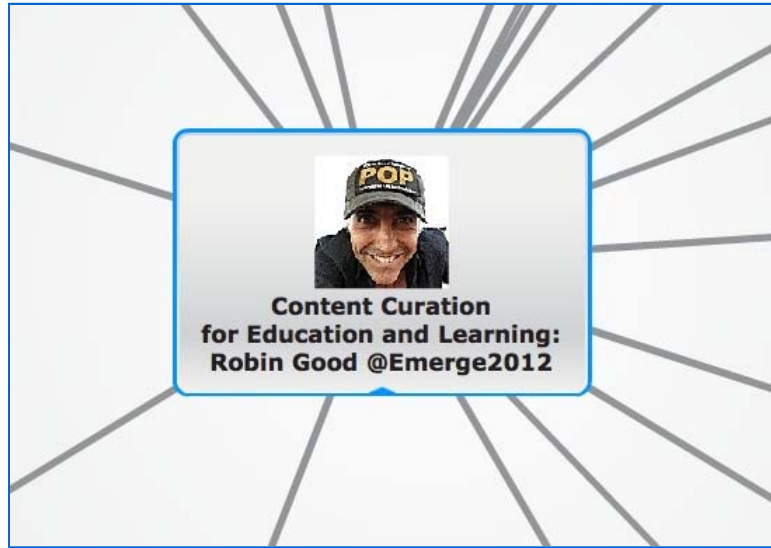 POP
Content Curation
for Education and Learning:
Robin Good @Emerge2012